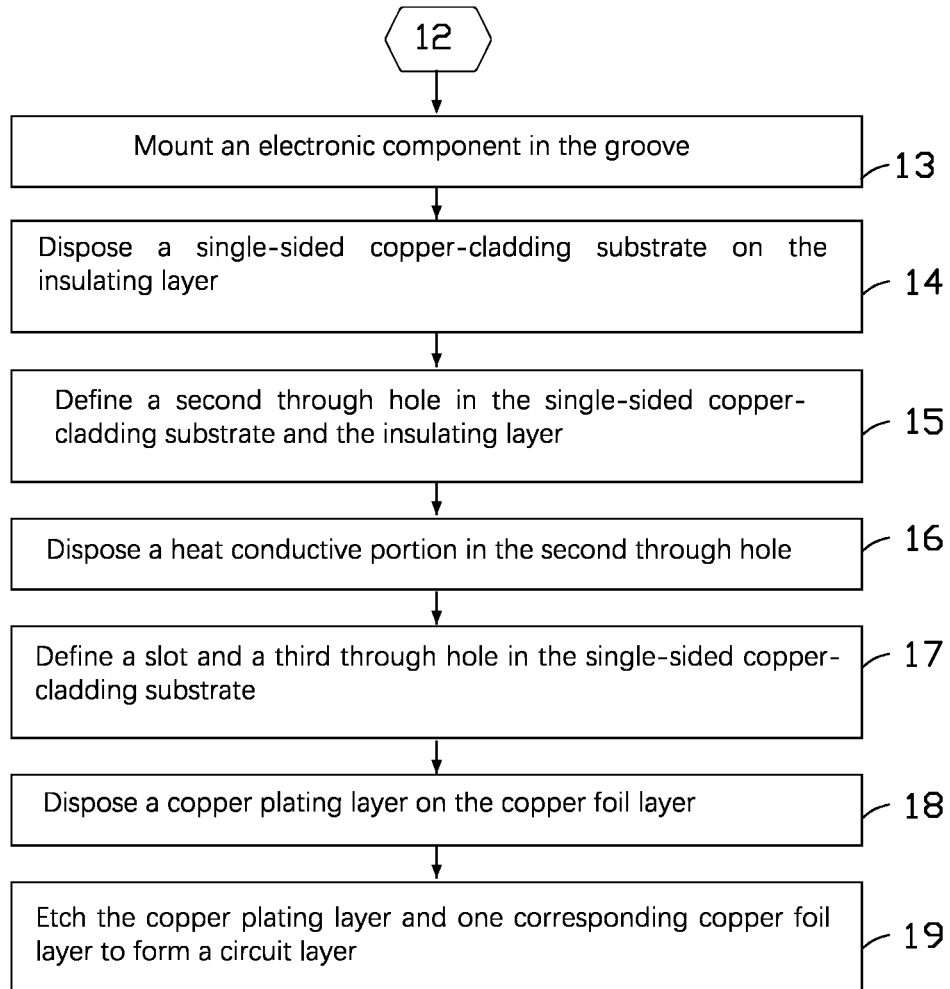 12
Mount an electronic component in the groove
13
Dispose a single-sided copper-cladding substrate on the
insulating layer
14
Define a second through hole in the single-sided copper-
cladding substrate and the insulating layer
15
Dispose a heat conductive portion in the second through hole
16
Define a slot and a third through hole in the single-sided copper-
cladding substrate
17
Dispose a copper plating layer on the copper foil layer
18
Etch the copper plating layer and one corresponding copper foil
layer to form a circuit layer
19